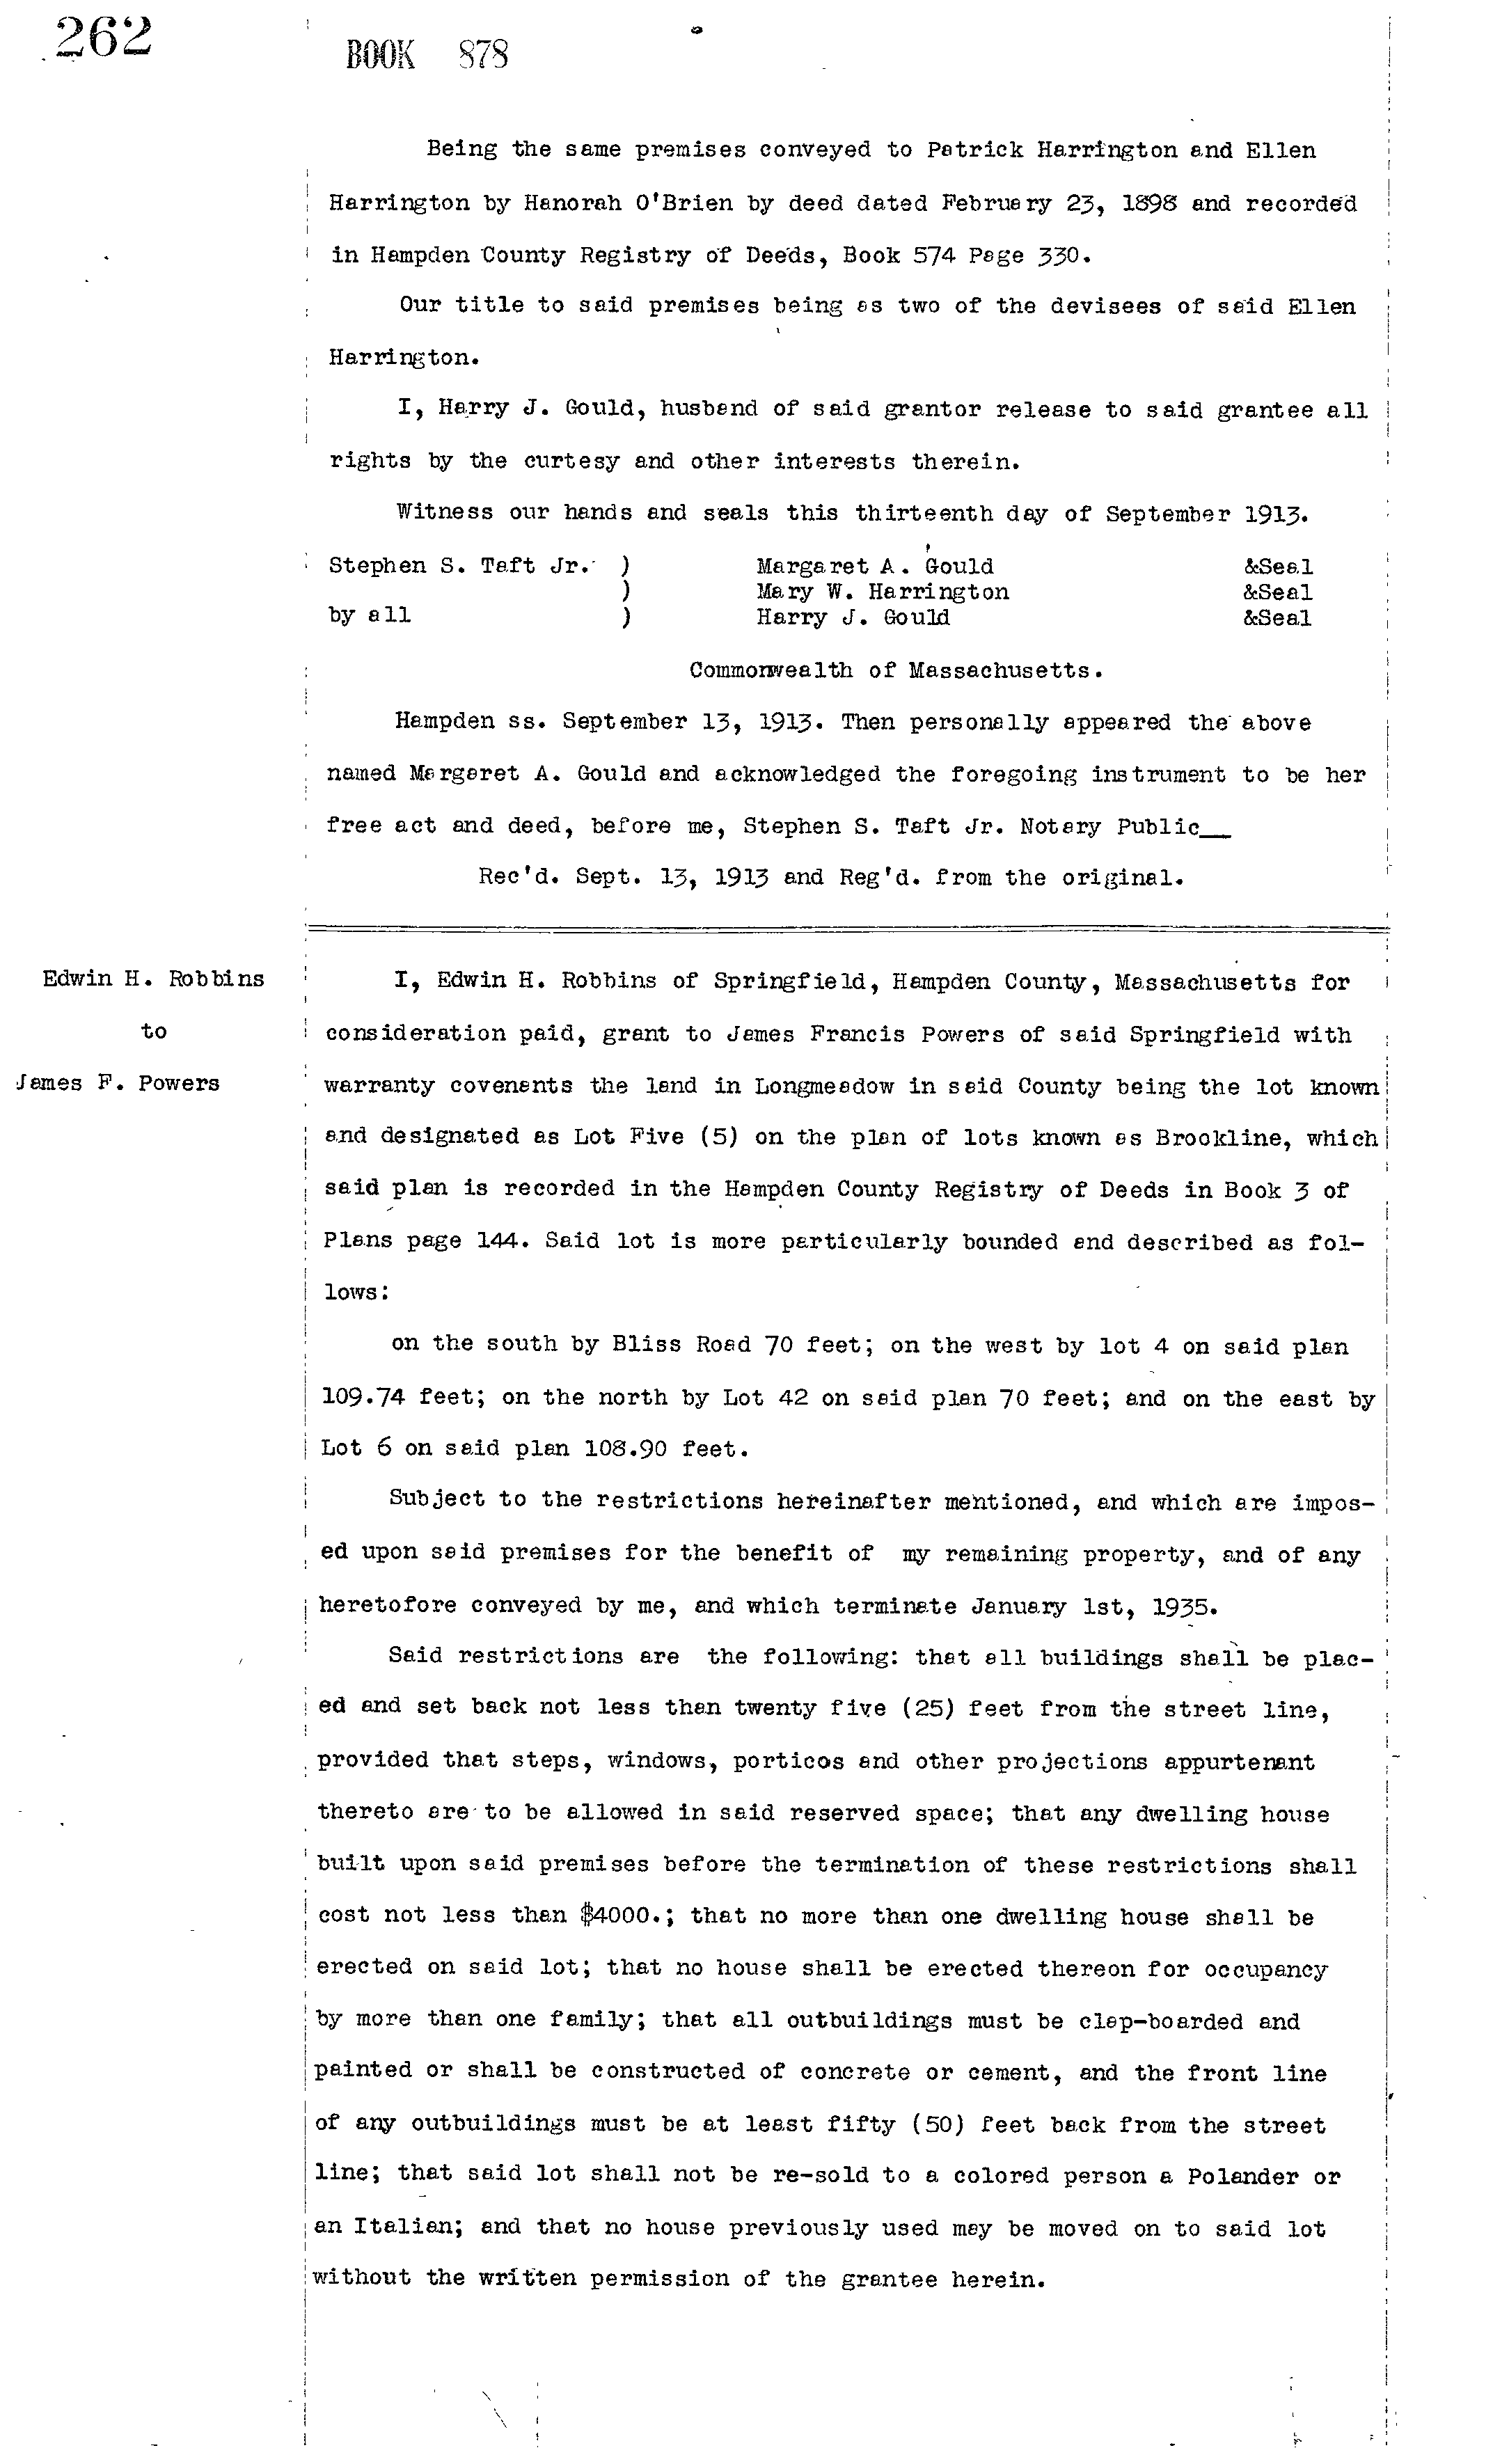 262
BOOK 878
Being the same premises conveyed to Patrick Harrington and Ellen
Harrington by Hanorah O'Brien by deed dated February 23, 1898 and recorded
in Hampden County Registry of Deeds, Book 574 Page 330.
Our title to said premises being as two of the devisees of said Ellen
Harrington.
I, Harry J. Gould, husband of said grantor release to said grantee all
rights by the curtesy and other interests therein.
Witness our hands and seals this thirteenth day of September 1913.
Stephen S. Taft Jr. ) Margaret A. Gould &Seal
) Mary W. Harrington &Seal
by all ) Harry J. Gould &Seal
Commonwealth of Massachusetts.
Hampden ss. September 13, 1913. Then personally appeared the above
named Margaret A. Gould and acknowledged the foregoing instrument to be her
free act and deed, before me, Stephen S. Taft Jr. Notary Public__
Rec'd. Sept. 13, 1913 and Reg'd. from the original.
Edwin H. Robbins
to
James F. Powers
I, Edwin H. Robbins of Springfield, Hampden County, Massachusetts for
consideration paid, grant to James Francis Powers of said Springfield with
warranty covenants the land in Longmeadow in said County being the lot known
and designated as Lot Five (5) on the plan of lots known as Brookline, which
said plan is recorded in the Hampden County Registry of Deeds in Book 3 of
Plans page 144. Said lot is more particularly bounded and described as fol-
lows:
on the south by Bliss Road 70 feet; on the west by lot 4 on said plan
109.74 feet; on the north by Lot 42 on said plan 70 feet; and on the east by
Lot 6 on said plan 108.90 feet.
Subject to the restrictions hereinafter mentioned, and which are impos-
ed upon said premises for the benefit of my remaining property, and of any
heretofore conveyed by me, and which terminate January 1st, 1935.
Said restrictions are the following: that all buildings shall be plac-
ed and set back not less than twenty five (25) feet from the street line,
provided that steps, windows, porticos and other projections appurtenant
thereto are to be allowed in said reserved space; that any dwelling house
built upon said premises before the termination of these restrictions shall
cost not less than $4000.; that no more than one dwelling house shall be
erected on said lot; that no house shall be erected thereon for occupancy
by more than one family; that all outbuildings must be clap-boarded and
painted or shall be constructed of concrete or cement, and the front line
of any outbuildings must be at least fifty (50) feet back from the street
line; that said lot shall not be re-sold to a colored person a Polander or
an Italian; and that no house previously used may be moved on to said lot
without the written permission of the grantee herein.